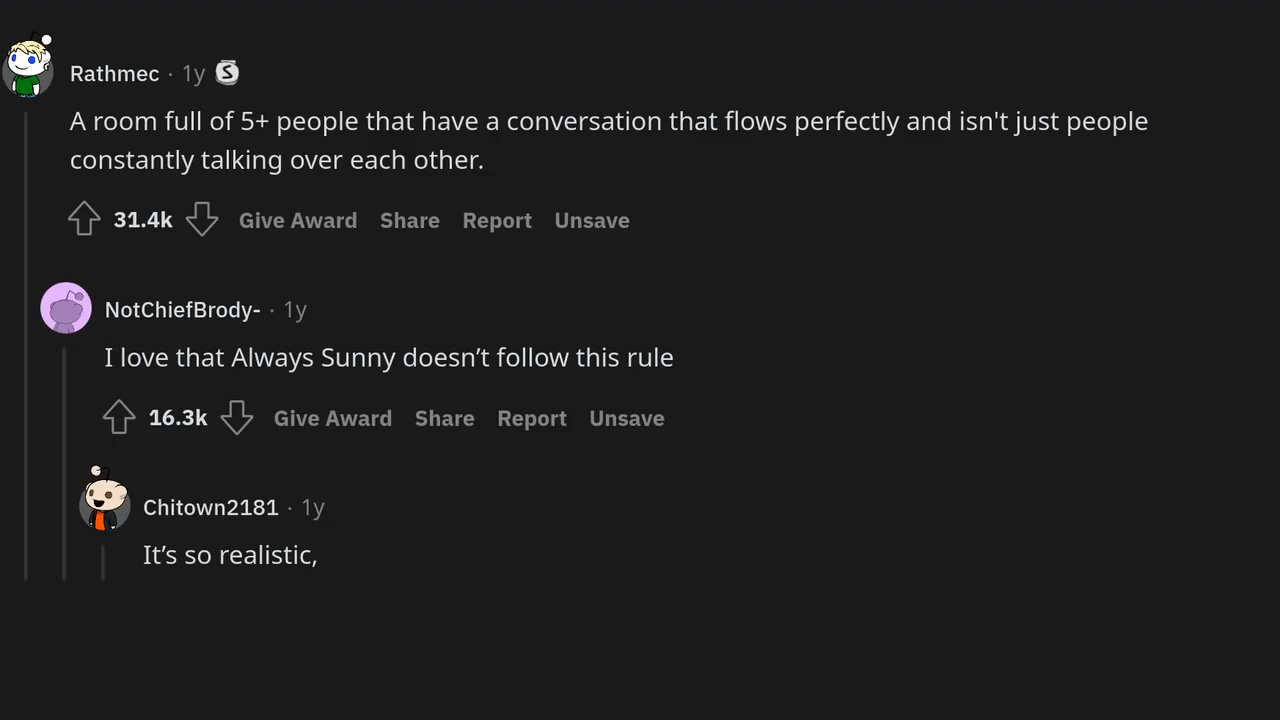 Rathmec · 1y S
A room full of 5+ people that have a conversation that flows perfectly and isn't just people
constantly talking over each other.
31.4k Give Award Share Report Unsave
NotChiefBrody- · 1y
I love that Always Sunny doesn’t follow this rule
16.3k Give Award Share Report Unsave
Chitown2181 · 1y
It’s so realistic,